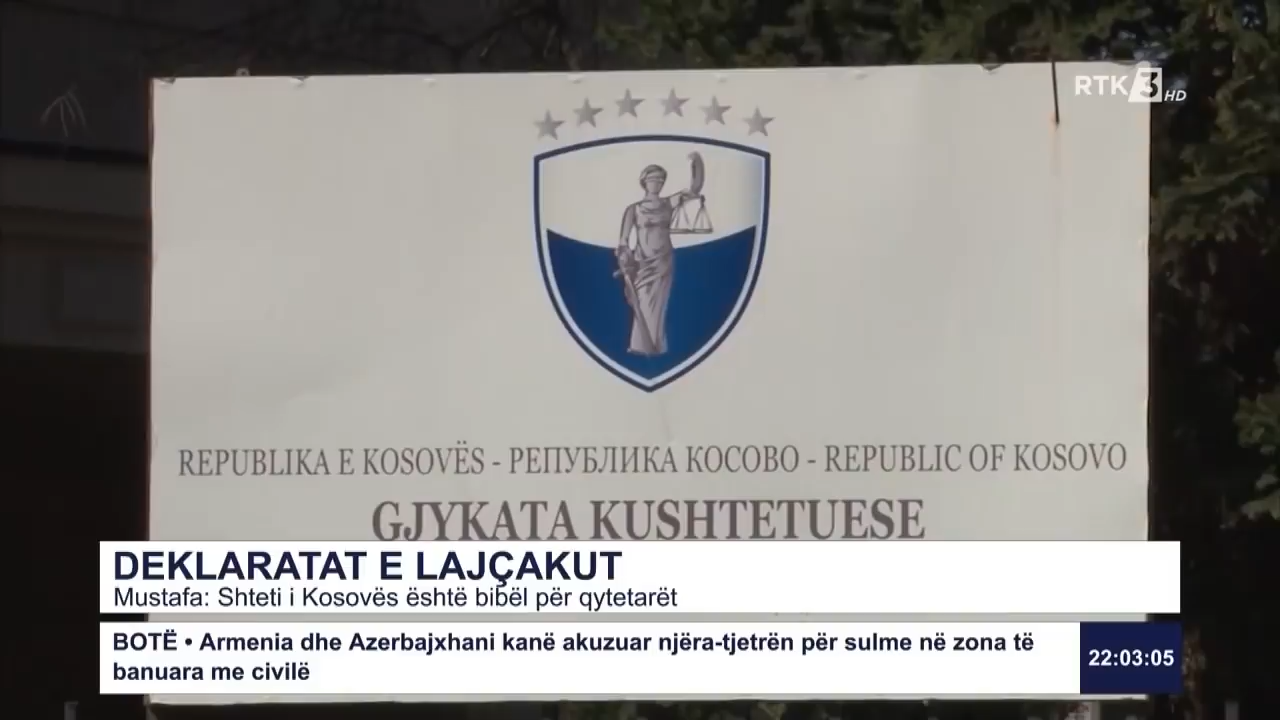 RTK 3 HD
REPUBLIKA E KOSOVËS - РЕПУБЛИКА КОСОВО - REPUBLIC OF KOSOVO
GJYKATA KUSHTETUESE
DEKLARATAT E LAJÇAKUT
Mustafa: Shteti i Kosovës është bibël për qytetarët
BOTË • Armenia dhe Azerbajxhani kanë akuzuar njëra-tjetrën për sulme në zona të
banuara me civilë
22:03:05